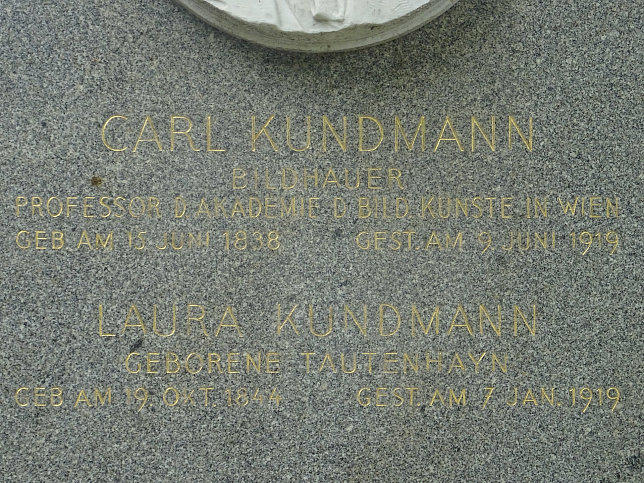 CARL KUNDMANN
BILDHAUER
PROFESSOR D. AKADEMIE D. BILD. KÜNSTE IN WIEN
GEB. AM 15. JUNI 1838 GEST. AM 9. JUNI 1919
LAURA KUNDMANN
GEBORENE TAUTENHAYN
GEB. AM 19. OKT. 1844 GEST. AM 7. JAN. 1919